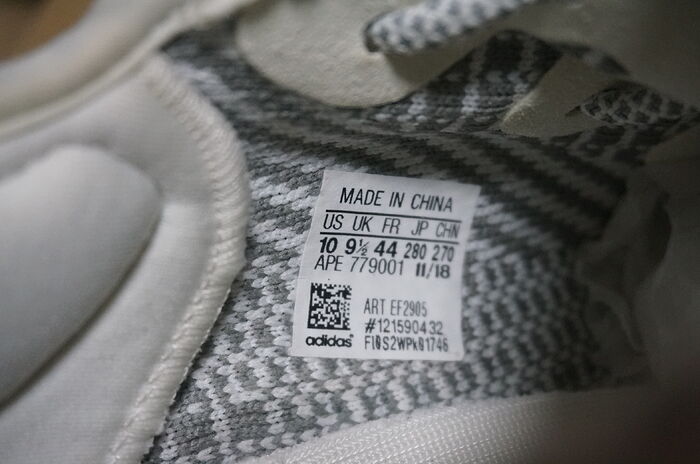 MADE IN CHINA
US UK FR JP CHN
10 9½ 44 280 270
APE 779001 11/18
ART EF2905
#121590432
adidas FI0S2WPk01746